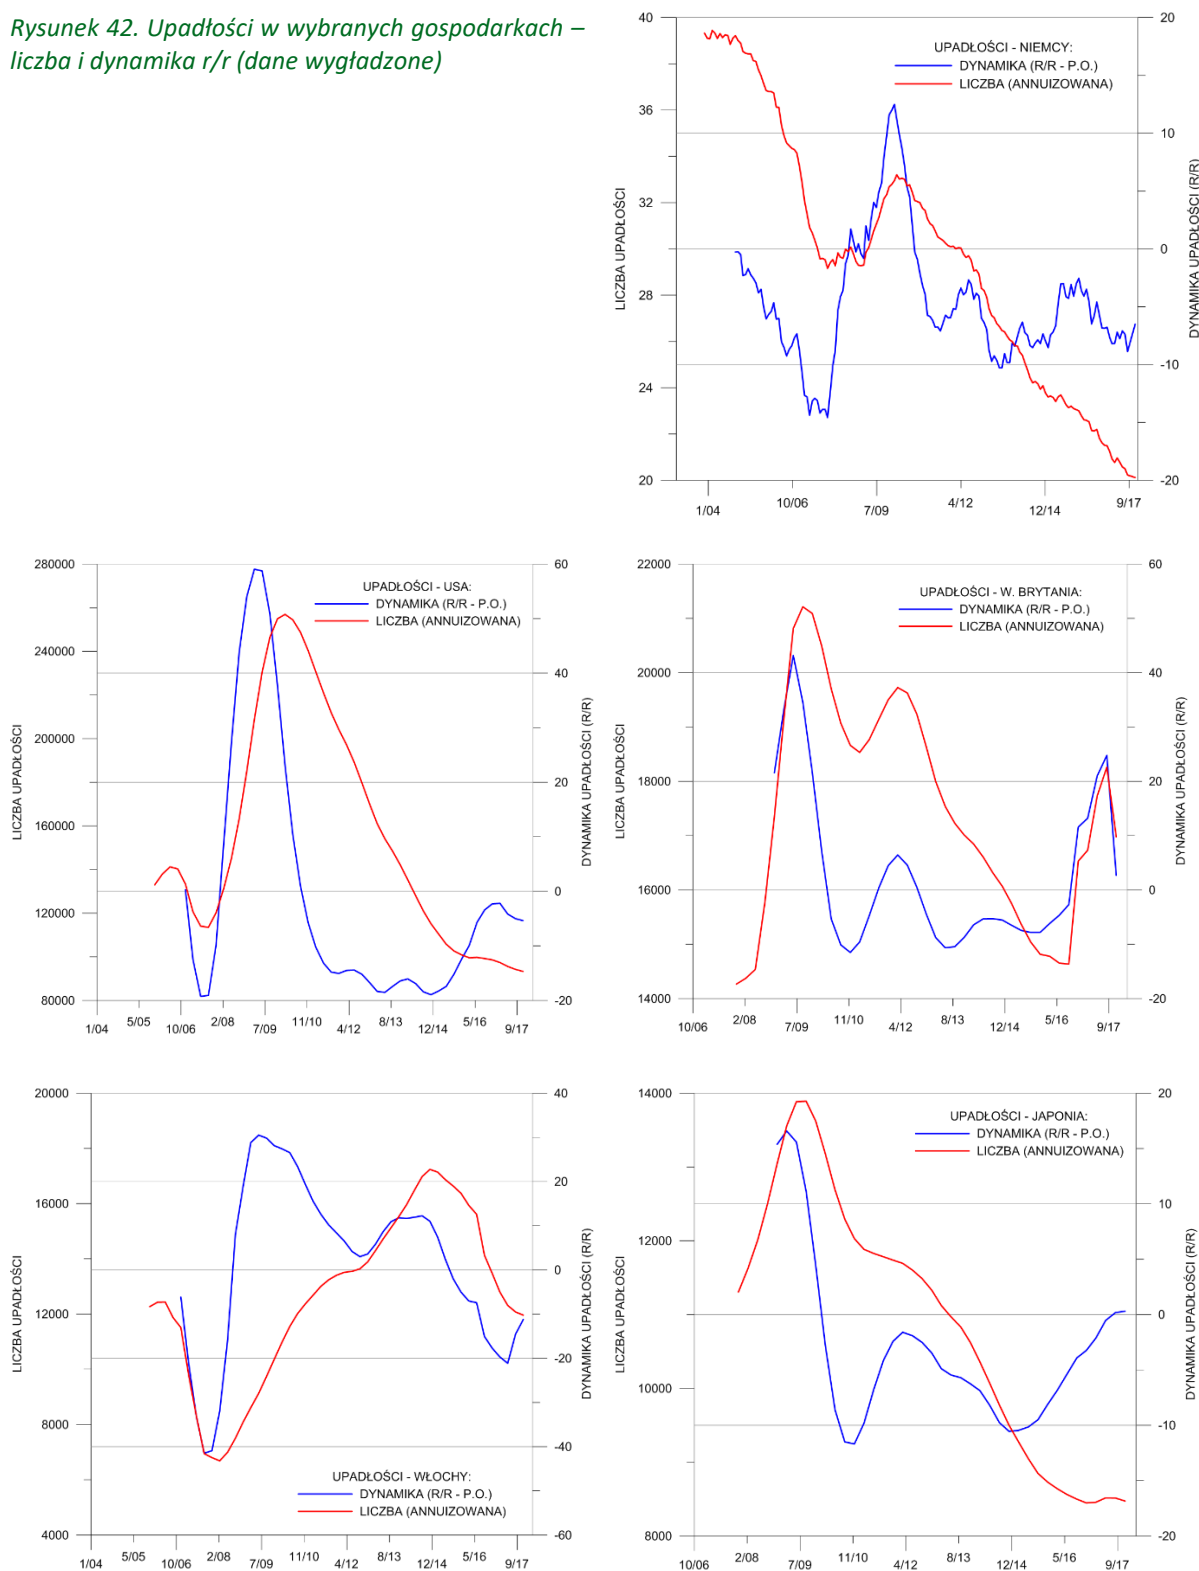 Rysunek 42. Upadłości w wybranych gospodarkach –
liczba i dynamika r/r (dane wygładzone)
UPADŁOŚCI - NIEMCY:
DYNAMIKA (R/R - P.O.)
LICZBA (ANNUIZOWANA)
LICZBA UPADŁOŚCI
40
36
32
28
24
20
DYNAMIKA UPADŁOŚCI (R/R)
20
10
0
-10
-20
1/04 10/06 7/09 4/12 12/14 9/17
UPADŁOŚCI - USA:
DYNAMIKA (R/R - P.O.)
LICZBA (ANNUIZOWANA)
LICZBA UPADŁOŚCI
280000
240000
200000
160000
120000
80000
DYNAMIKA UPADŁOŚCI (R/R)
60
40
20
0
-20
1/04 5/05 10/06 2/08 7/09 11/10 4/12 8/13 12/14 5/16 9/17
UPADŁOŚCI - W. BRYTANIA:
DYNAMIKA (R/R - P.O.)
LICZBA (ANNUIZOWANA)
LICZBA UPADŁOŚCI
22000
20000
18000
16000
14000
DYNAMIKA UPADŁOŚCI (R/R)
60
40
20
0
-20
10/06 2/08 7/09 11/10 4/12 8/13 12/14 5/16 9/17
UPADŁOŚCI - WŁOCHY:
DYNAMIKA (R/R - P.O.)
LICZBA (ANNUIZOWANA)
LICZBA UPADŁOŚCI
20000
16000
12000
8000
4000
DYNAMIKA UPADŁOŚCI (R/R)
40
20
0
-20
-40
-60
1/04 5/05 10/06 2/08 7/09 11/10 4/12 8/13 12/14 5/16 9/17
UPADŁOŚCI - JAPONIA:
DYNAMIKA (R/R - P.O.)
LICZBA (ANNUIZOWANA)
LICZBA UPADŁOŚCI
14000
12000
10000
8000
DYNAMIKA UPADŁOŚCI (R/R)
20
10
0
-10
-20
10/06 2/08 7/09 11/10 4/12 8/13 12/14 5/16 9/17